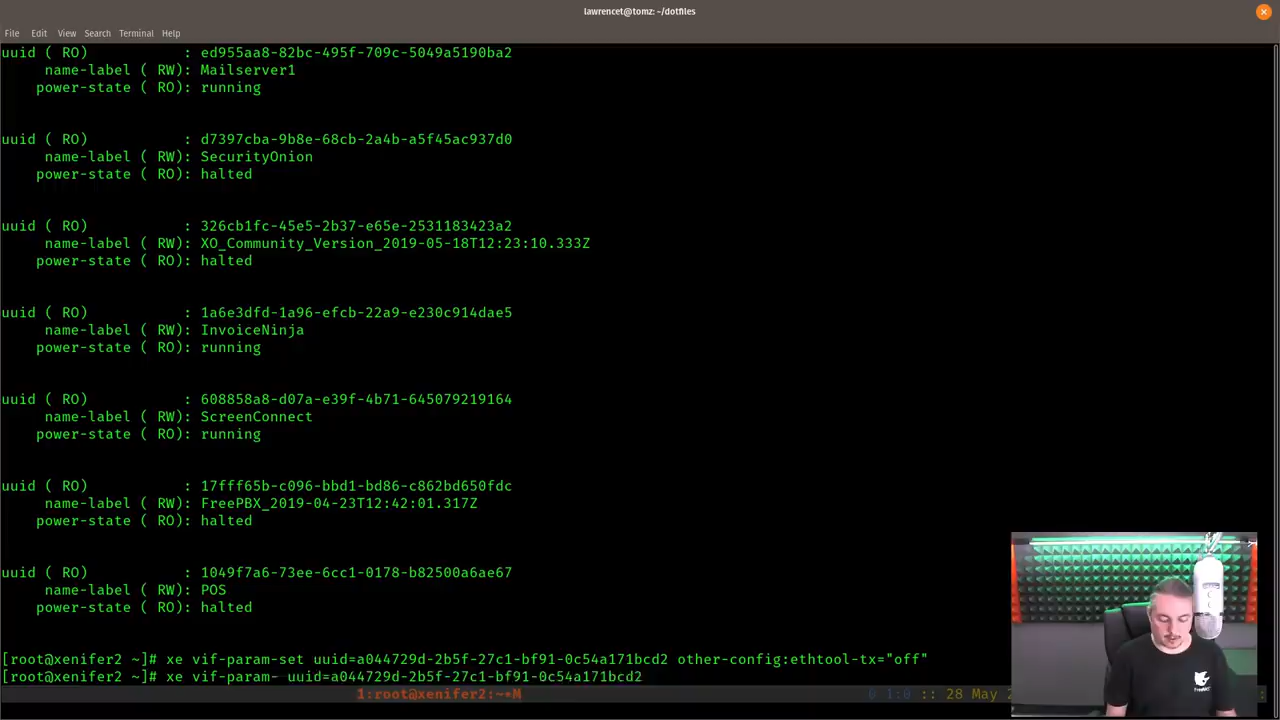 lawrencet@tomz: ~/dotfiles
File Edit View Search Terminal Help
uuid ( RO) : ed955aa8-82bc-495f-709c-5049a5190ba2
name-label ( RW): Mailserver1
power-state ( RO): running
uuid ( RO) : d7397cba-9b8e-68cb-2a4b-a5f45ac937d0
name-label ( RW): SecurityOnion
power-state ( RO): halted
uuid ( RO) : 326cb1fc-45e5-2b37-e65e-2531183423a2
name-label ( RW): XO_Community_Version_2019-05-18T12:23:10.333Z
power-state ( RO): halted
uuid ( RO) : 1a6e3dfd-1a96-efcb-22a9-e230c914dae5
name-label ( RW): InvoiceNinja
power-state ( RO): running
uuid ( RO) : 608858a8-d07a-e39f-4b71-645079219164
name-label ( RW): ScreenConnect
power-state ( RO): running
uuid ( RO) : 17fff65b-c096-bbd1-bd86-c862bd650fdc
name-label ( RW): FreePBX_2019-04-23T12:42:01.317Z
power-state ( RO): halted
uuid ( RO) : 1049f7a6-73ee-6cc1-0178-b82500a6ae67
name-label ( RW): POS
power-state ( RO): halted
[root@xenifer2 ~]# xe vif-param-set uuid=a044729d-2b5f-27c1-bf91-0c54a171bcd2 other-config:ethtool-tx="off"
[root@xenifer2 ~]# xe vif-param- uuid=a044729d-2b5f-27c1-bf91-0c54a171bcd2
1:root@xenifer2:~*M 0 1:0 :: 28 May 2